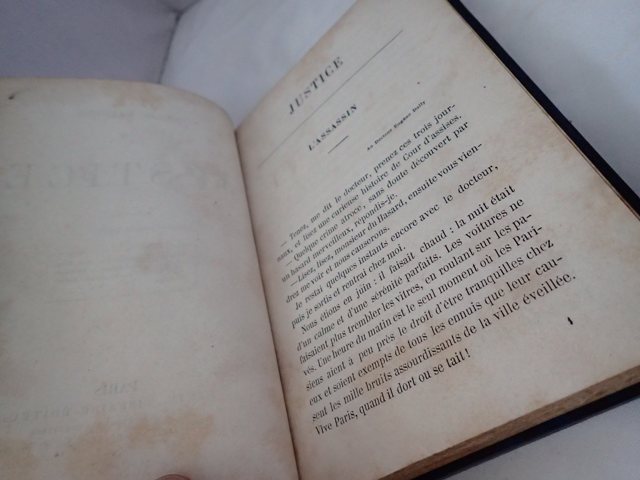 JUSTICE
L'ASSASSIN
Au Docteur Eugène Dally
— Tenez, me dit le docteur, prenez ces trois jour-
naux, et lisez une curieuse histoire de Cour d'assises.
— Quelque crime atroce, sans doute découvert par
un hasard merveilleux, répondis-je.
— Lisez, lisez, monsieur du Hasard, ensuite vous vien-
drez me voir et nous causerons.
Je restai quelques instants encore avec le docteur,
puis je sortis et rentrai chez moi.
Nous étions en juin : il faisait chaud : la nuit était
d'un calme et d'une sérénité parfaits. Les voitures ne
faisaient plus trembler les vitres, en roulant sur les pa-
vés. Une heure du matin est le seul moment où les Pari-
siens aient à peu près le droit d'être tranquilles chez
eux et soient exempts de tous les ennuis que leur cau-
sent les mille bruits assourdissants de la ville éveillée.
Vive Paris, quand il dort ou se tait !
1
PARIS